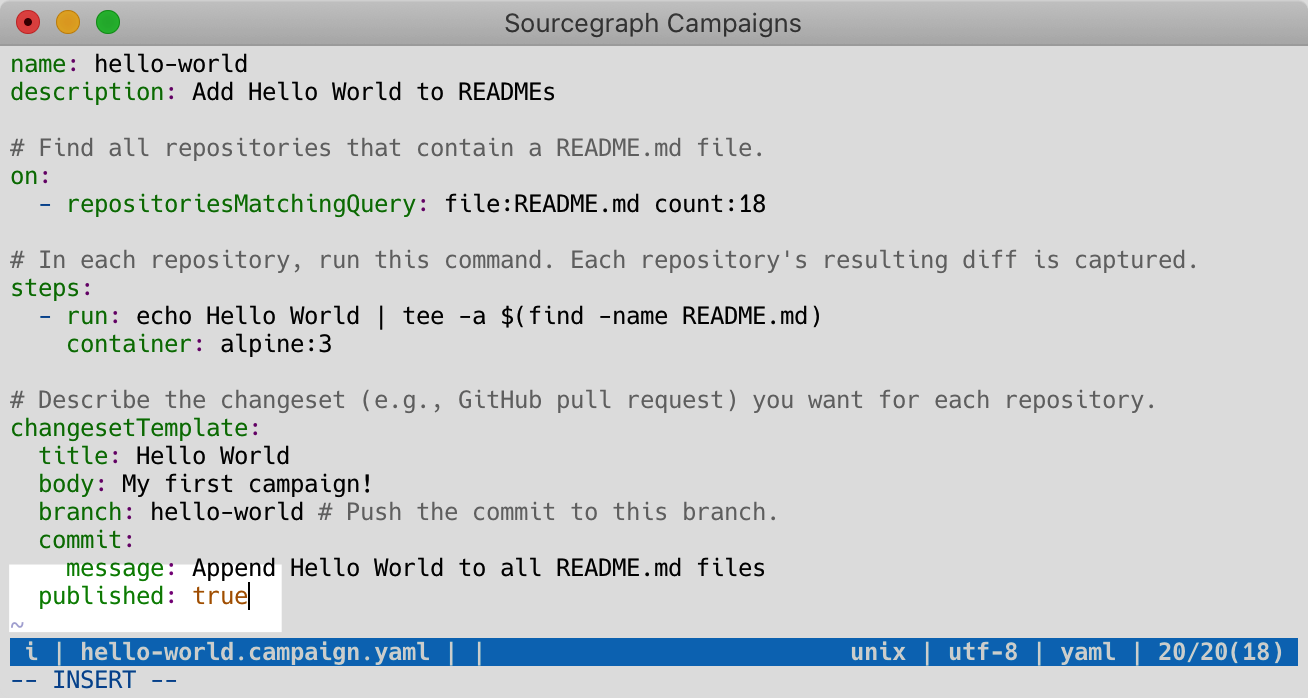 Sourcegraph Campaigns
name: hello-world
description: Add Hello World to READMEs
# Find all repositories that contain a README.md file.
on:
  - repositoriesMatchingQuery: file:README.md count:18
# In each repository, run this command. Each repository's resulting diff is captured.
steps:
  - run: echo Hello World | tee -a $(find -name README.md)
    container: alpine:3
# Describe the changeset (e.g., GitHub pull request) you want for each repository.
changesetTemplate:
  title: Hello World
  body: My first campaign!
  branch: hello-world # Push the commit to this branch.
  commit:
    message: Append Hello World to all README.md files
  published: true
~
i | hello-world.campaign.yaml | | unix | utf-8 | yaml | 20/20(18)
-- INSERT --